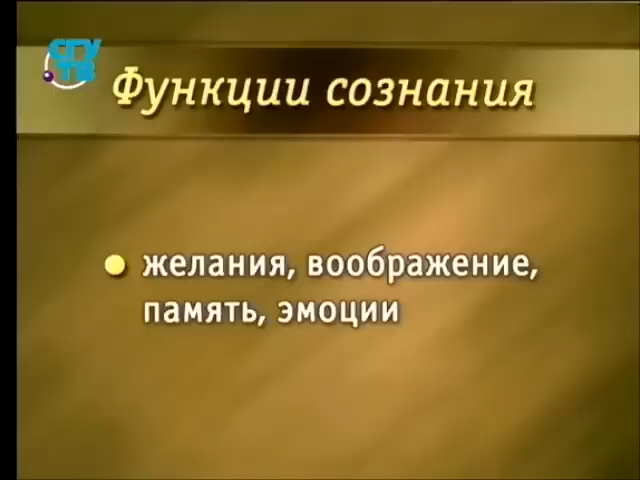 СГУ
ТВ
Функции сознания
желания, воображение,
память, эмоции